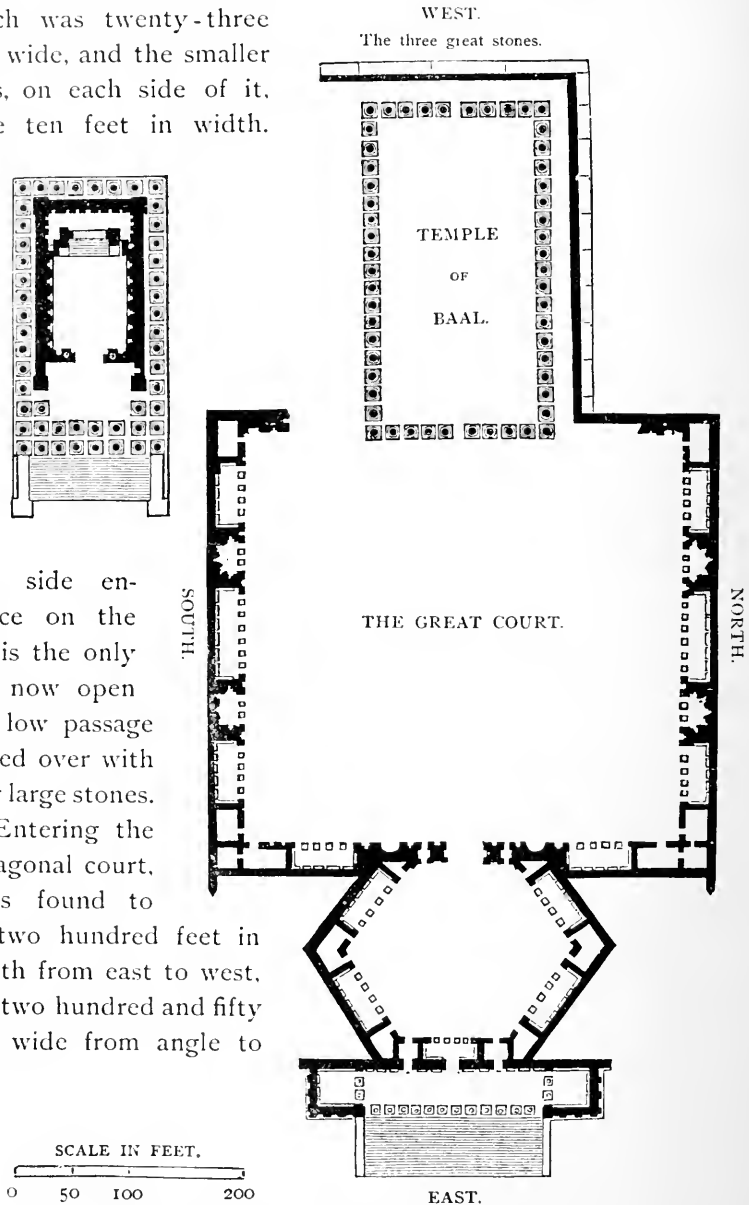 ch was twenty-three
wide, and the smaller
s, on each side of it,
e ten feet in width.
WEST.
The three great stones.
TEMPLE
OF
BAAL.
side en-
ce on the
is the only
now open
low passage
ed over with
large stones.
Entering the
agonal court,
s found to
two hundred feet in
th from east to west,
two hundred and fifty
wide from angle to
SOUTH.
THE GREAT COURT.
NORTH.
SCALE IN FEET.
0 50 100 200
EAST.